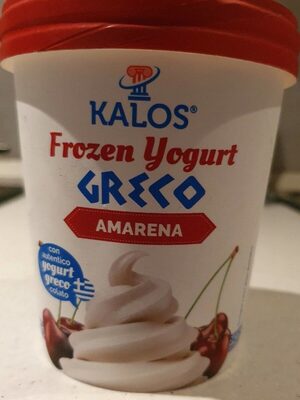 KALOS®
Frozen Yogurt
GRECO
AMARENA
con
autentico
yogurt
greco
colato